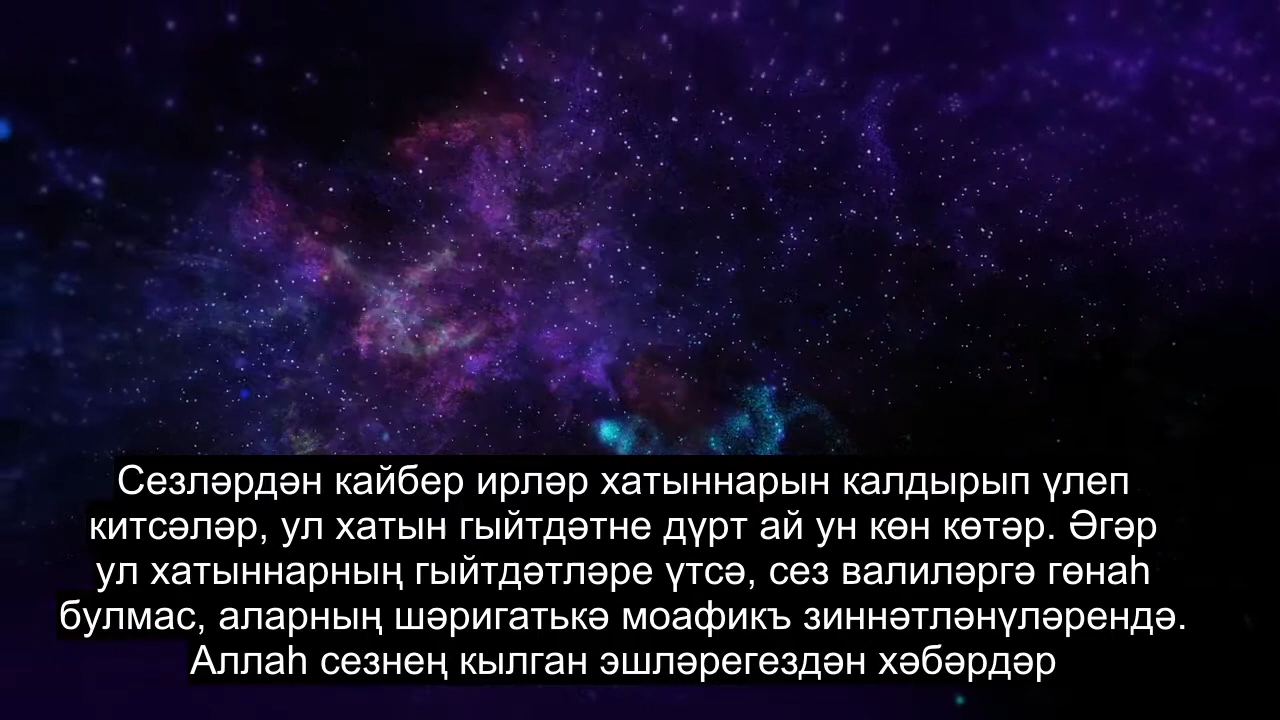 Сезләрдән кайбер ирләр хатыннарын калдырып үлеп
китсәләр, ул хатын гыйтдәтне дүрт ай ун көн көтәр. Әгәр
ул хатыннарның гыйтдәтләре үтсә, сез валиләргә гөнаһ
булмас, аларның шәригатькә моафикъ зиннәтләнүләрендә.
Аллаһ сезнең кылган эшләрегездән хәбәрдәр